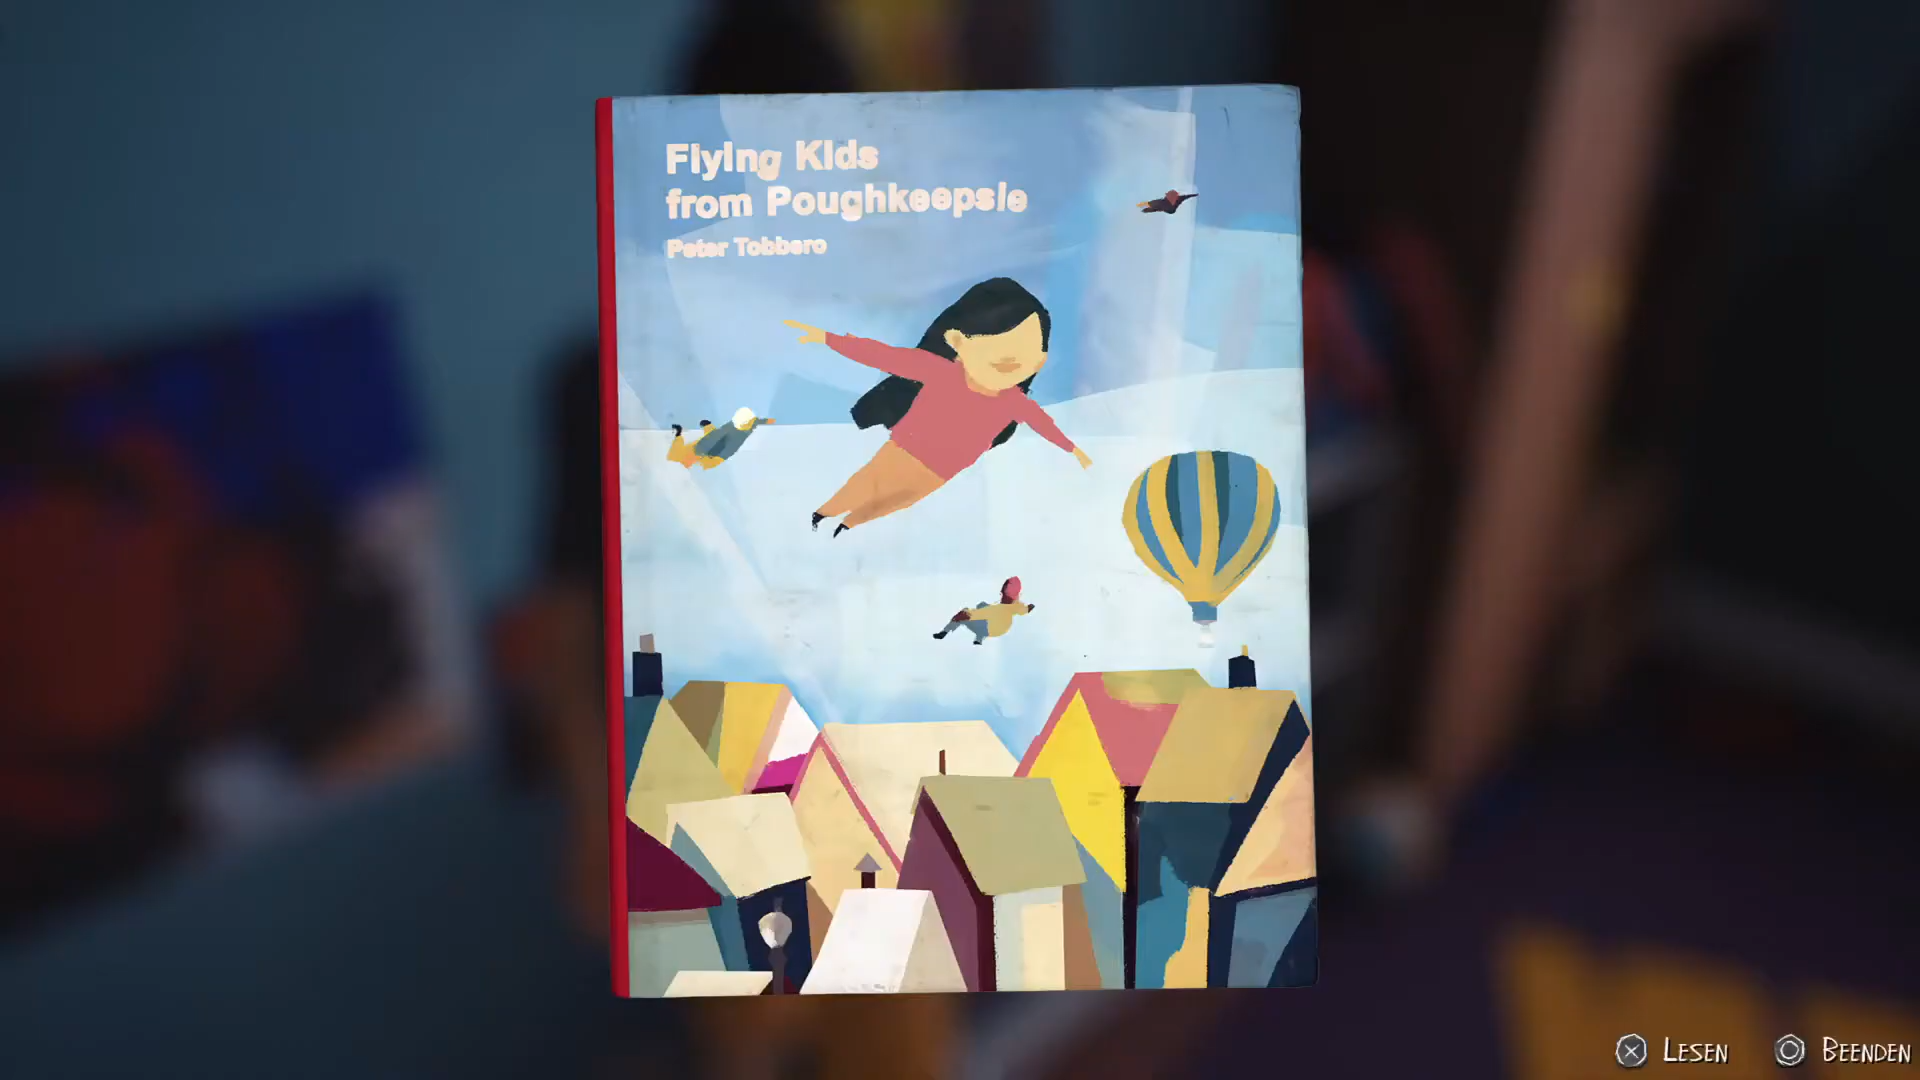 Flying Kids
from Poughkeepsie
Peter Tobbero
LESEN
BEENDEN